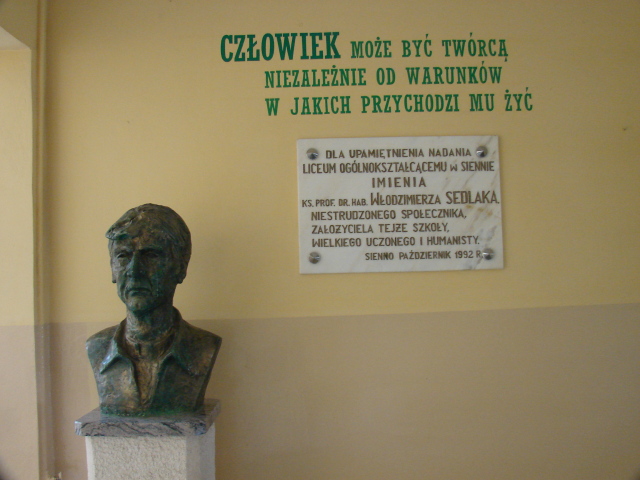 CZŁOWIEK MOŻE BYĆ TWÓRCĄ
NIEZALEŻNIE OD WARUNKÓW
W JAKICH PRZYCHODZI MU ŻYĆ
DLA UPAMIĘTNIENIA NADANIA
LICEUM OGÓLNOKSZTAŁCĄCEMU W SIENNIE
IMIENIA
KS. PROF. DR. HAB. WŁODZIMIERZA SEDLAKA,
NIESTRUDZONEGO SPOŁECZNIKA,
ZAŁOŻYCIELA TEJŻE SZKOŁY,
WIELKIEGO UCZONEGO I HUMANISTY.
SIENNO PAŹDZIERNIK 1992 R.